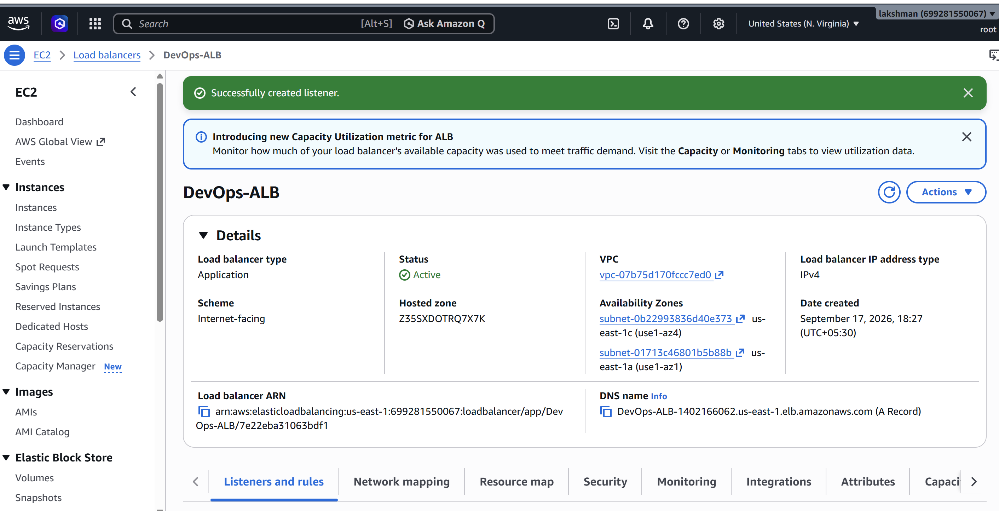 aws
Search [Alt+S] Ask Amazon Q
United States (N. Virginia)
lakshman (699281550067)
root
EC2 Load balancers DevOps-ALB
EC2
Dashboard
AWS Global View
Events
Instances
Instances
Instance Types
Launch Templates
Spot Requests
Savings Plans
Reserved Instances
Dedicated Hosts
Capacity Reservations
Capacity Manager New
Images
AMIs
AMI Catalog
Elastic Block Store
Volumes
Snapshots
Successfully created listener.
Introducing new Capacity Utilization metric for ALB
Monitor how much of your load balancer's available capacity was used to meet traffic demand. Visit the Capacity or Monitoring tabs to view utilization data.
DevOps-ALB
Actions
Details
Load balancer type
Application
Status
Active
VPC
vpc-07b75d170fccc7ed0
Load balancer IP address type
IPv4
Scheme
Internet-facing
Hosted zone
Z35SXDOTRQ7X7K
Availability Zones
subnet-0b22993836d40e373 us-
east-1c (use1-az4)
subnet-01713c46801b5b88b us-
east-1a (use1-az1)
Date created
September 17, 2026, 18:27
(UTC+05:30)
Load balancer ARN
arn:aws:elasticloadbalancing:us-east-1:699281550067:loadbalancer/app/Dev
Ops-ALB/7e22eba31063bdf1
DNS name Info
DevOps-ALB-1402166062.us-east-1.elb.amazonaws.com (A Record)
Listeners and rules Network mapping Resource map Security Monitoring Integrations Attributes Capaci